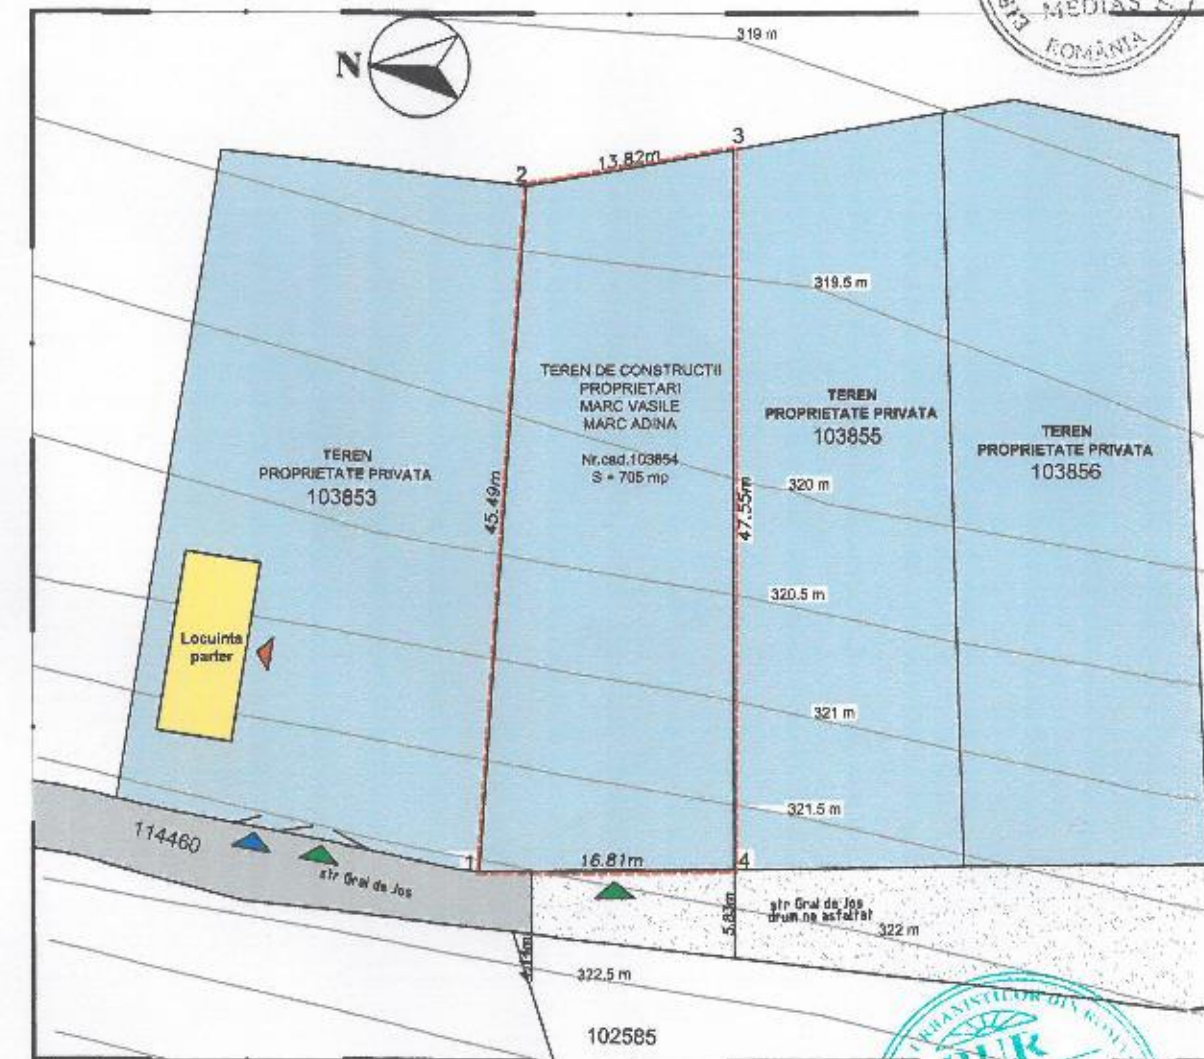 MEDIAS
ROMÂNIA
319 m
N
3
13.82m
2
319.5 m
TEREN DE CONSTRUCTII
PROPRIETARI
MARC VASILE
MARC ADINA
Nr.cad.103854
S = 705 mp
TEREN
PROPRIETATE PRIVATA
103855
TEREN
PROPRIETATE PRIVATA
103856
TEREN
PROPRIETATE PRIVATA
103853
45.49m
47.55m
320 m
320.5 m
Locuinta
parter
321 m
321.5 m
114460
str Grai de Jos
1
16.81m
4
5.83m
str Grai de Jos
drum ne asfaltat
322 m
322.5 m
102585